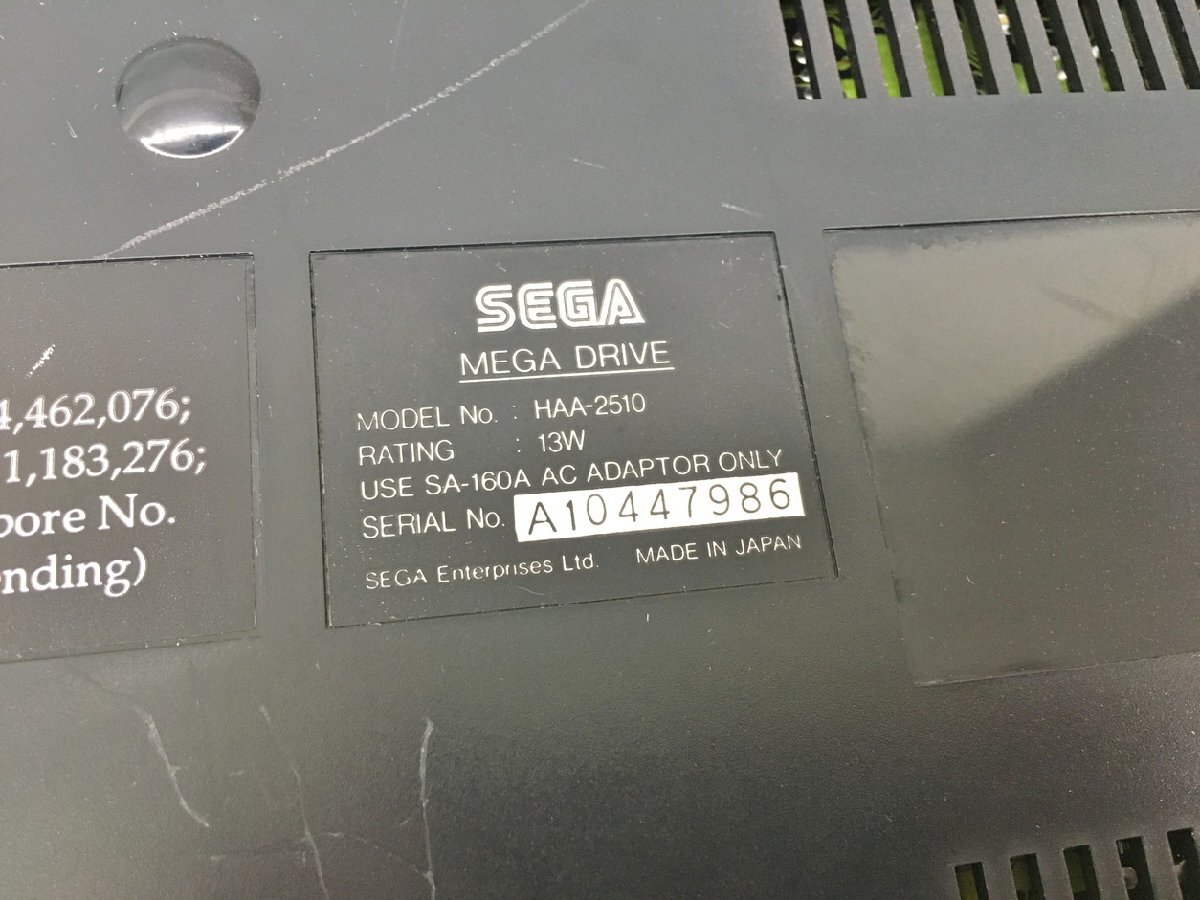 4,462,076;
1,183,276;
pore No.
ending)
SEGA
MEGA DRIVE
MODEL No. : HAA-2510
RATING : 13W
USE SA-160A AC ADAPTOR ONLY
SERIAL No. A10447986
SEGA Enterprises Ltd. MADE IN JAPAN